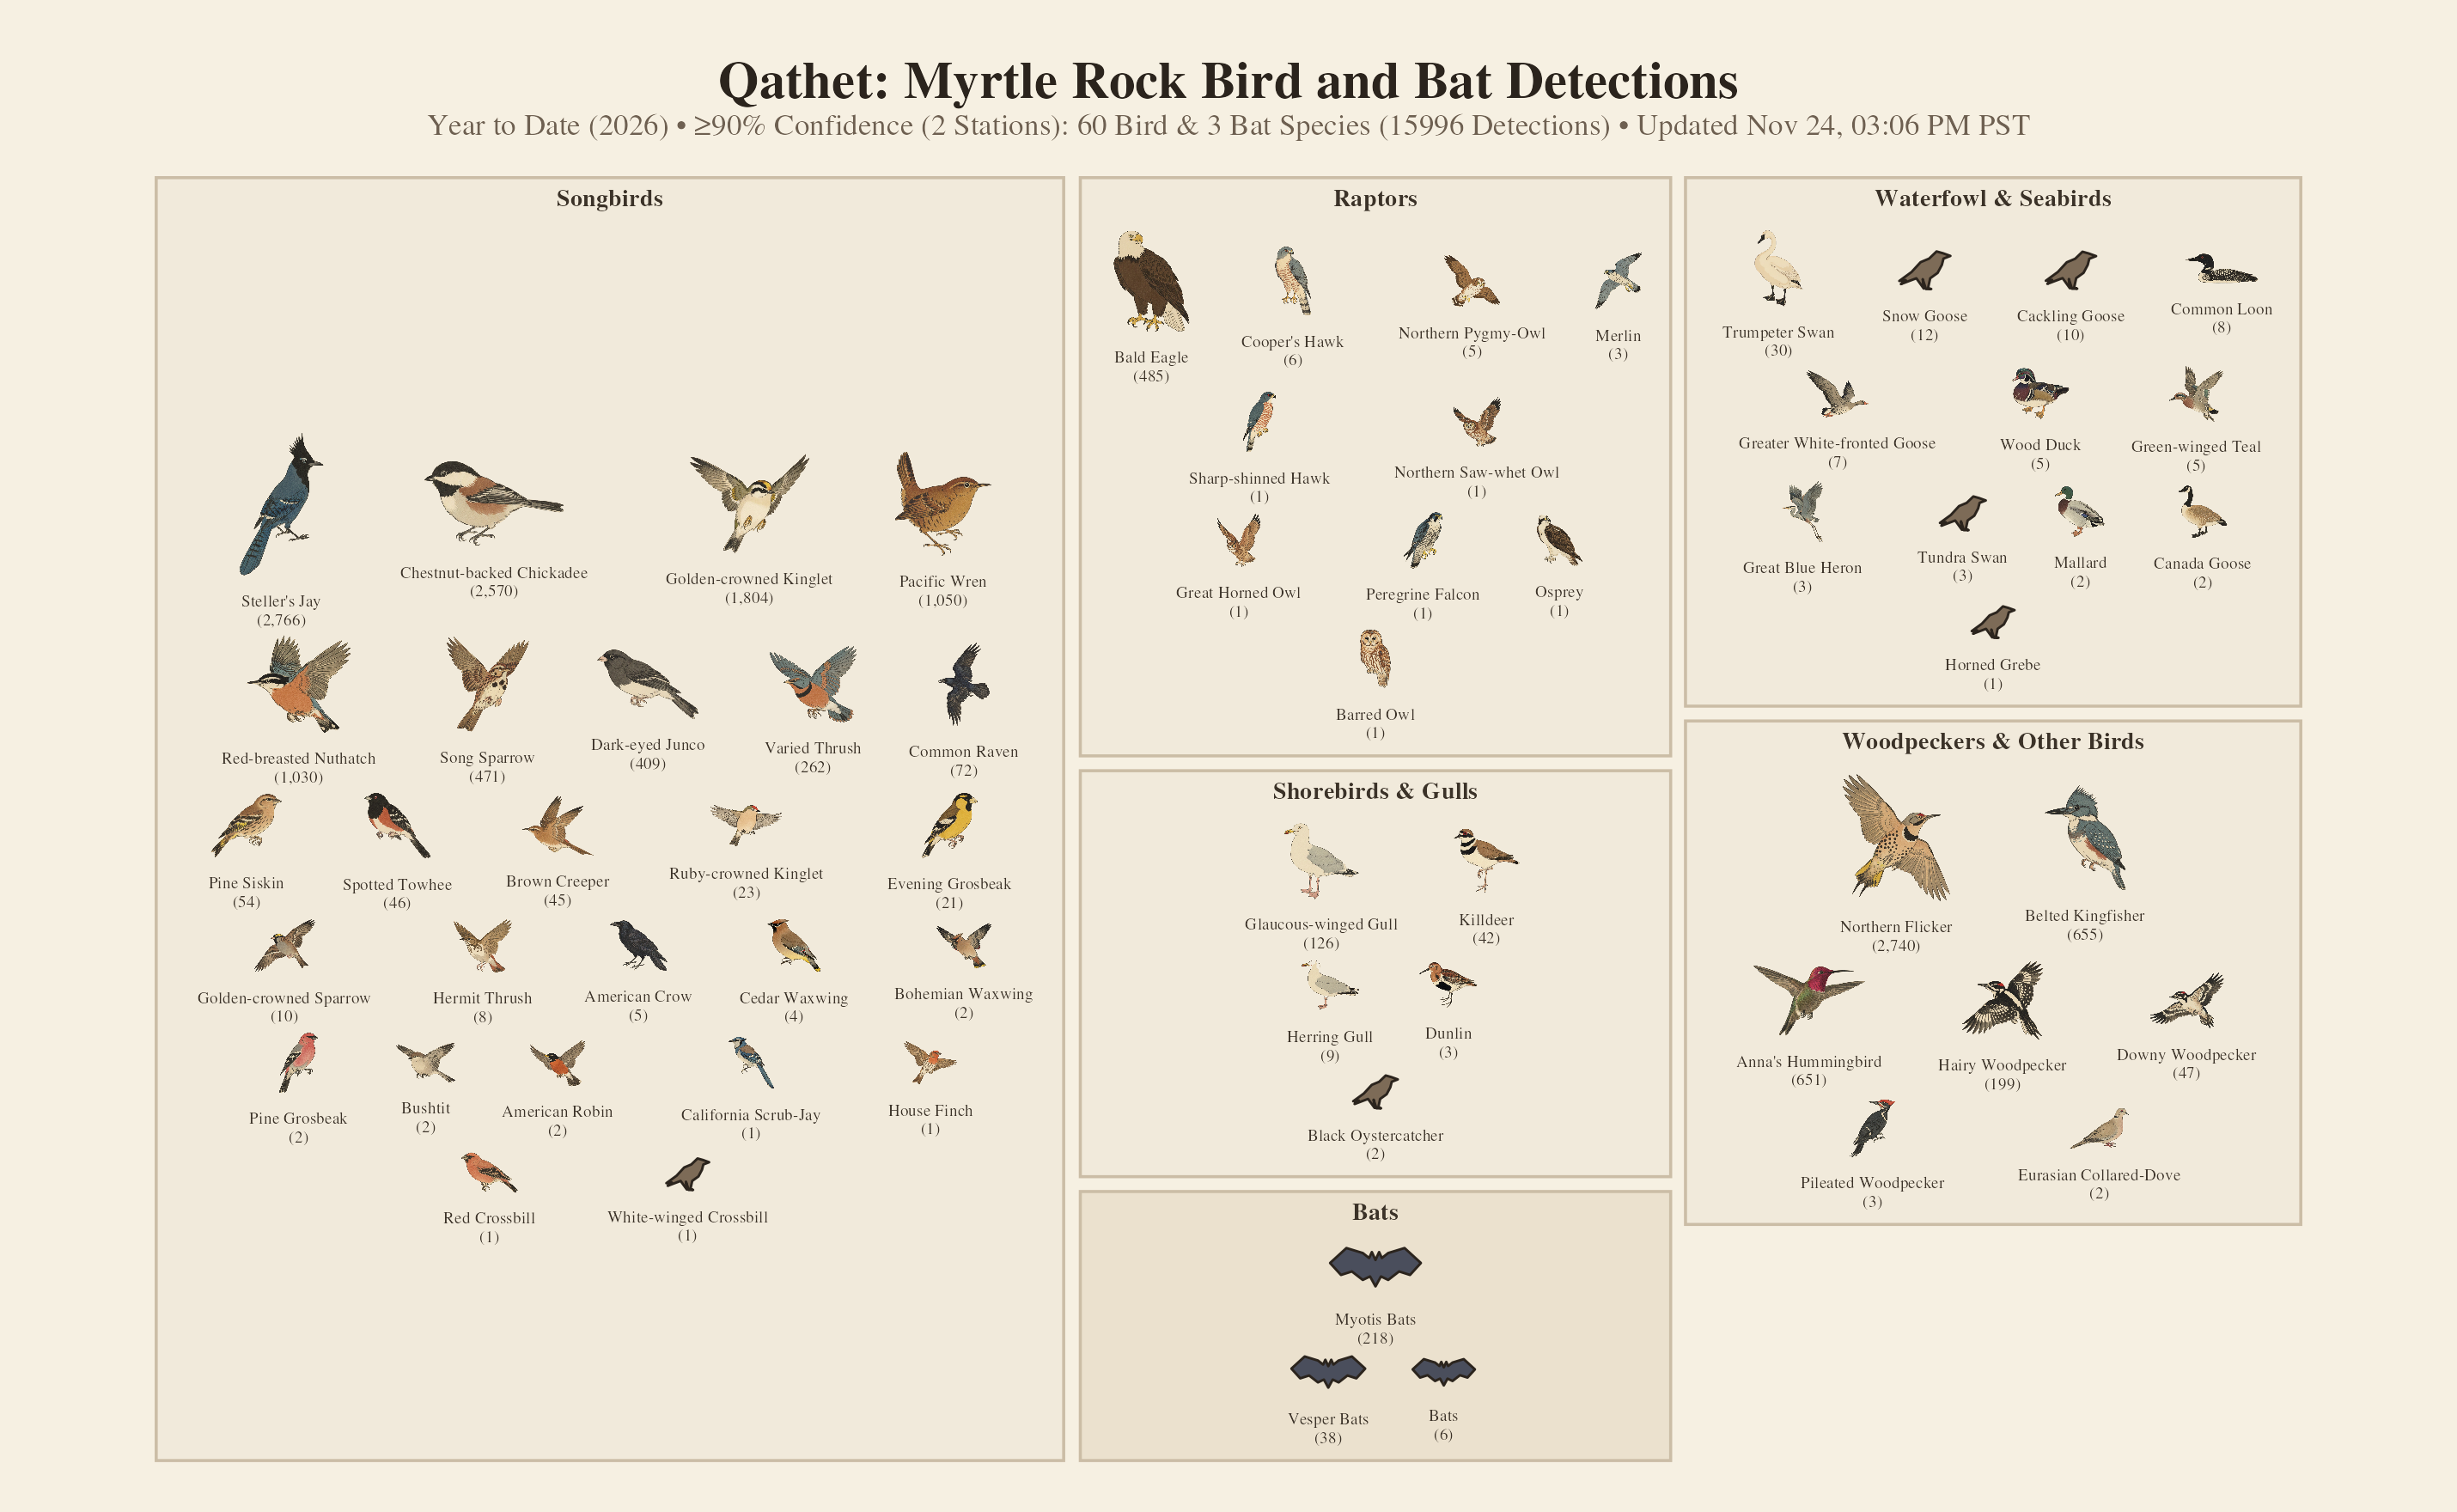 Qathet: Myrtle Rock Bird and Bat Detections
Year to Date (2026) • ≥90% Confidence (2 Stations): 60 Bird & 3 Bat Species (15996 Detections) • Updated Nov 24, 03:06 PM PST
Songbirds
Steller's Jay
(2,766)
Chestnut-backed Chickadee
(2,570)
Golden-crowned Kinglet
(1,804)
Pacific Wren
(1,050)
Red-breasted Nuthatch
(1,030)
Song Sparrow
(471)
Dark-eyed Junco
(409)
Varied Thrush
(262)
Common Raven
(72)
Pine Siskin
(54)
Spotted Towhee
(46)
Brown Creeper
(45)
Ruby-crowned Kinglet
(23)
Evening Grosbeak
(21)
Golden-crowned Sparrow
(10)
Hermit Thrush
(8)
American Crow
(5)
Cedar Waxwing
(4)
Bohemian Waxwing
(2)
Pine Grosbeak
(2)
Bushtit
(2)
American Robin
(2)
California Scrub-Jay
(1)
House Finch
(1)
Red Crossbill
(1)
White-winged Crossbill
(1)
Raptors
Bald Eagle
(485)
Cooper's Hawk
(6)
Northern Pygmy-Owl
(5)
Merlin
(3)
Sharp-shinned Hawk
(1)
Northern Saw-whet Owl
(1)
Great Horned Owl
(1)
Peregrine Falcon
(1)
Osprey
(1)
Barred Owl
(1)
Shorebirds & Gulls
Glaucous-winged Gull
(126)
Killdeer
(42)
Herring Gull
(9)
Dunlin
(3)
Black Oystercatcher
(2)
Bats
Myotis Bats
(218)
Vesper Bats
(38)
Bats
(6)
Waterfowl & Seabirds
Trumpeter Swan
(30)
Snow Goose
(12)
Cackling Goose
(10)
Common Loon
(8)
Greater White-fronted Goose
(7)
Wood Duck
(5)
Green-winged Teal
(5)
Great Blue Heron
(3)
Tundra Swan
(3)
Mallard
(2)
Canada Goose
(2)
Horned Grebe
(1)
Woodpeckers & Other Birds
Northern Flicker
(2,740)
Belted Kingfisher
(655)
Anna's Hummingbird
(651)
Hairy Woodpecker
(199)
Downy Woodpecker
(47)
Pileated Woodpecker
(3)
Eurasian Collared-Dove
(2)